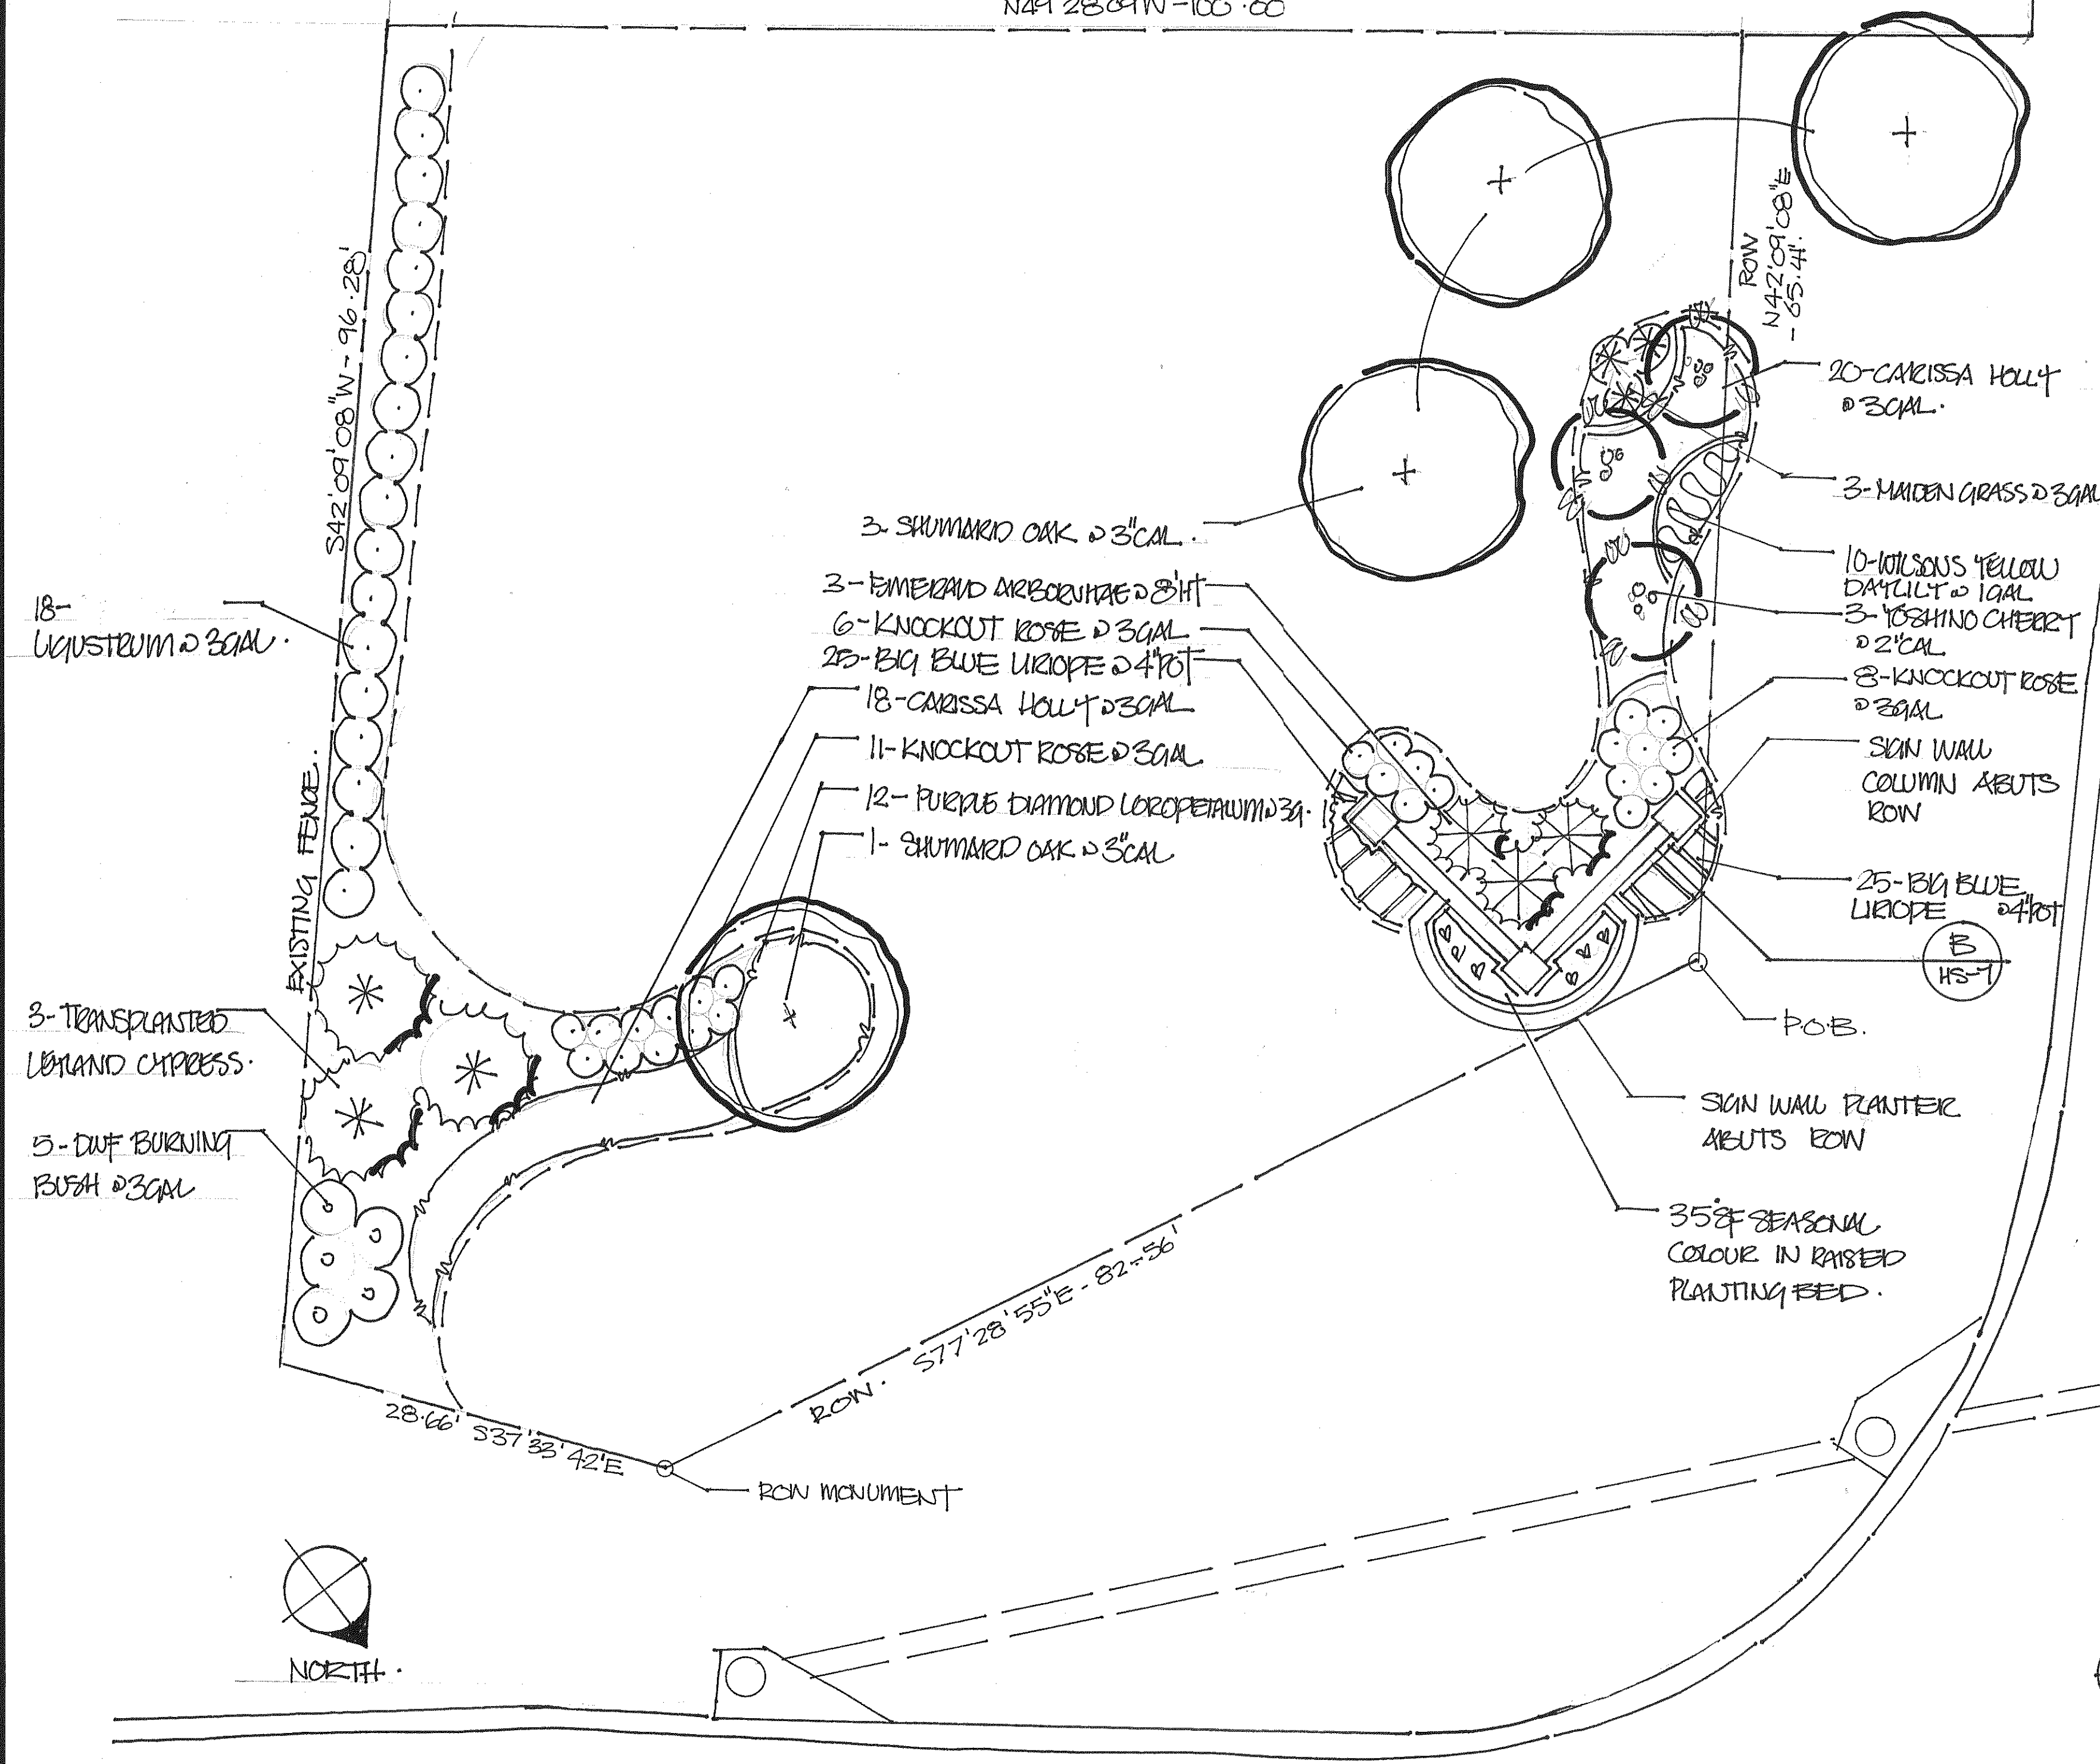 N49 28 09 W - 100.00
S42°09'08"W - 96.28'
EXISTING FENCE.
18-
LIGUSTRUM @ 3GAL.
3-TRANSPLANTED
LEYLAND CYPRESS.
5-DWF BURNING
BUSH @ 3GAL
3- SHUMARD OAK @ 3"CAL.
3-EMERALD ARBORVITAE @ 8'HT
6-KNOCKOUT ROSE @ 3GAL
25-BIG BLUE LIRIOPE @ 4"POT
18-CARISSA HOLLY @ 3GAL
11-KNOCKOUT ROSE @ 3GAL
12-PURPLE DIAMOND LOROPETALUM @ 3G.
1-SHUMARD OAK @ 3"CAL
ROW
N42°09'08"E
- 65.41'.
20-CARISSA HOLLY
@ 3GAL.
3-MAIDEN GRASS @ 3GAL
10-WILSONS YELLOW
DAYLILY @ 1GAL
3-YOSHINO CHERRY
@ 2"CAL
8-KNOCKOUT ROSE
@ 3GAL
SIGN WALL
COLUMN ABUTS
ROW
25-BIG BLUE
LIRIOPE @ 4"POT
B
HS-7
P.O.B.
SIGN WALL PLANTER
ABUTS ROW
35 SF SEASONAL
COLOUR IN RAISED
PLANTING BED.
ROW. S77°28'55"E - 82.56'
28.66' S37°33'42"E
ROW MONUMENT
NORTH.